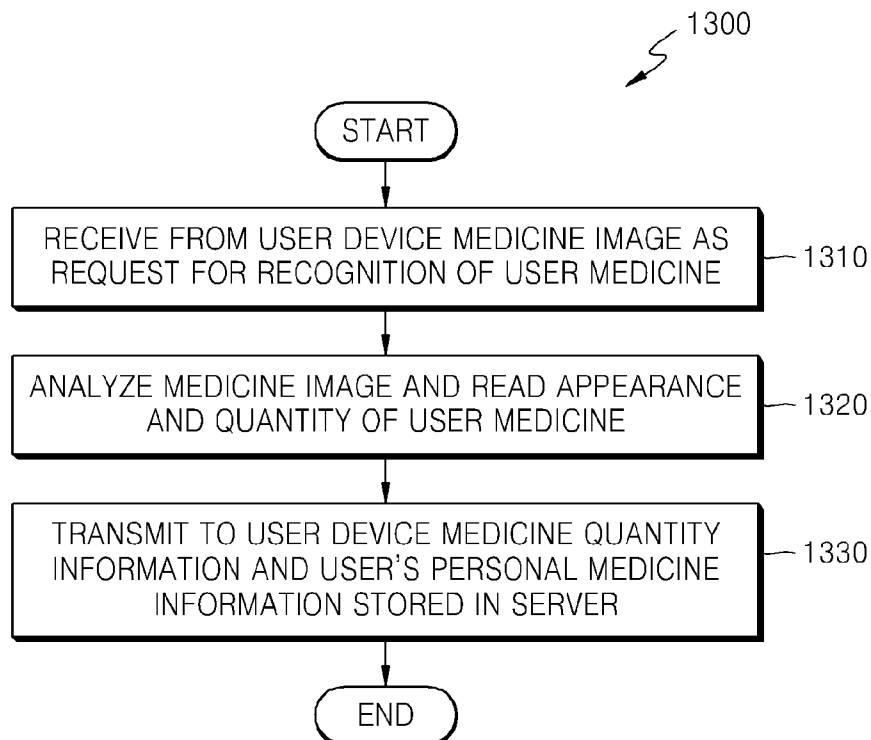 1300
START
RECEIVE FROM USER DEVICE MEDICINE IMAGE AS
REQUEST FOR RECOGNITION OF USER MEDICINE
1310
ANALYZE MEDICINE IMAGE AND READ APPEARANCE
AND QUANTITY OF USER MEDICINE
1320
TRANSMIT TO USER DEVICE MEDICINE QUANTITY
INFORMATION AND USER'S PERSONAL MEDICINE
INFORMATION STORED IN SERVER
1330
END